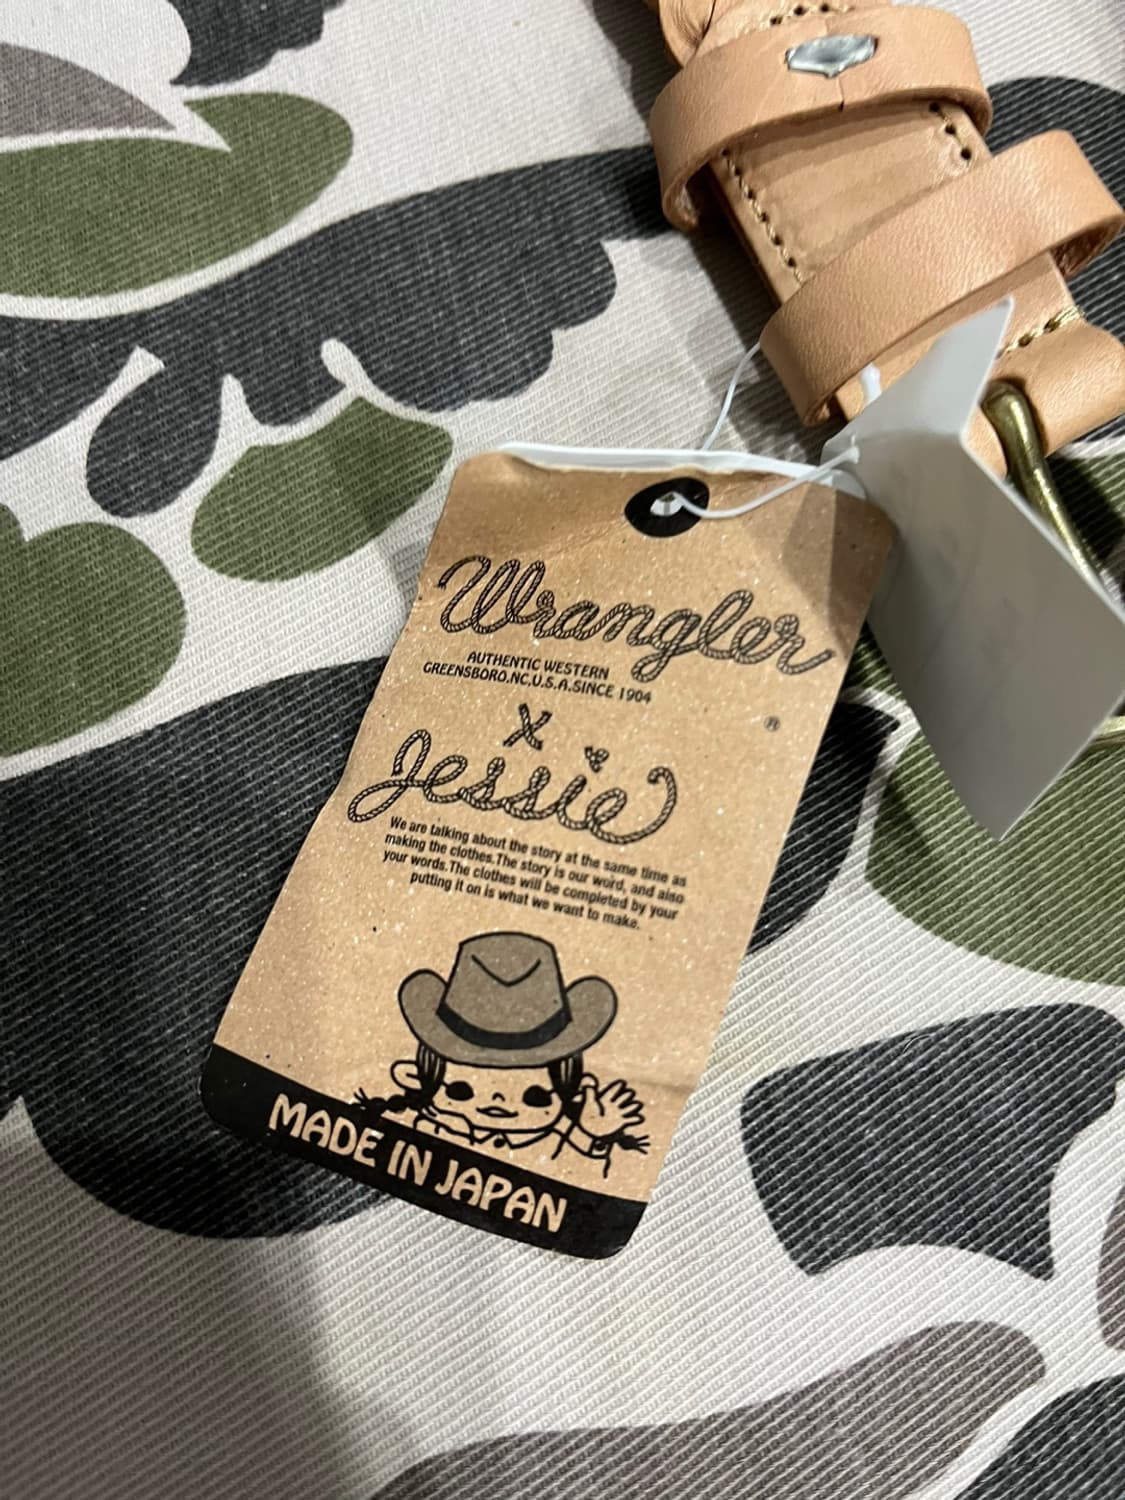 Wrangler
AUTHENTIC WESTERN
GREENSBORO.NC.U.S.A.SINCE 1904
®
X
Jessie
We are talking about the story at the same time as
making the clothes.The story is our word, and also
your words.The clothes will be completed by your
putting it on is what we want to make.
MADE IN JAPAN